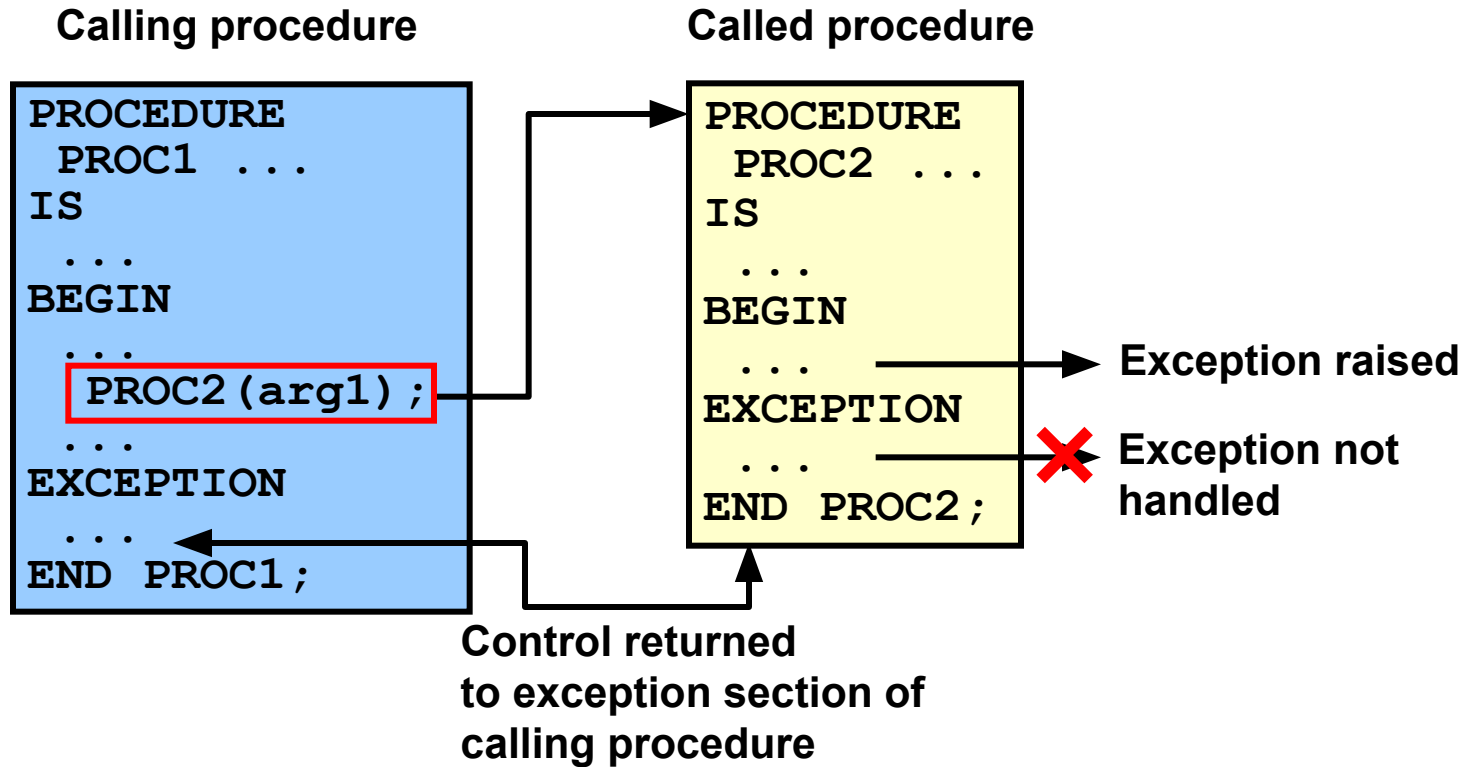 Calling procedure
PROCEDURE
PROC1 ...
IS
...
BEGIN
...
PROC2(arg1);
...
EXCEPTION
...
END PROC1;
Called procedure
PROCEDURE
PROC2 ...
IS
...
BEGIN
...
EXCEPTION
...
END PROC2;
Exception raised
Exception not
handled
Control returned
to exception section of
calling procedure